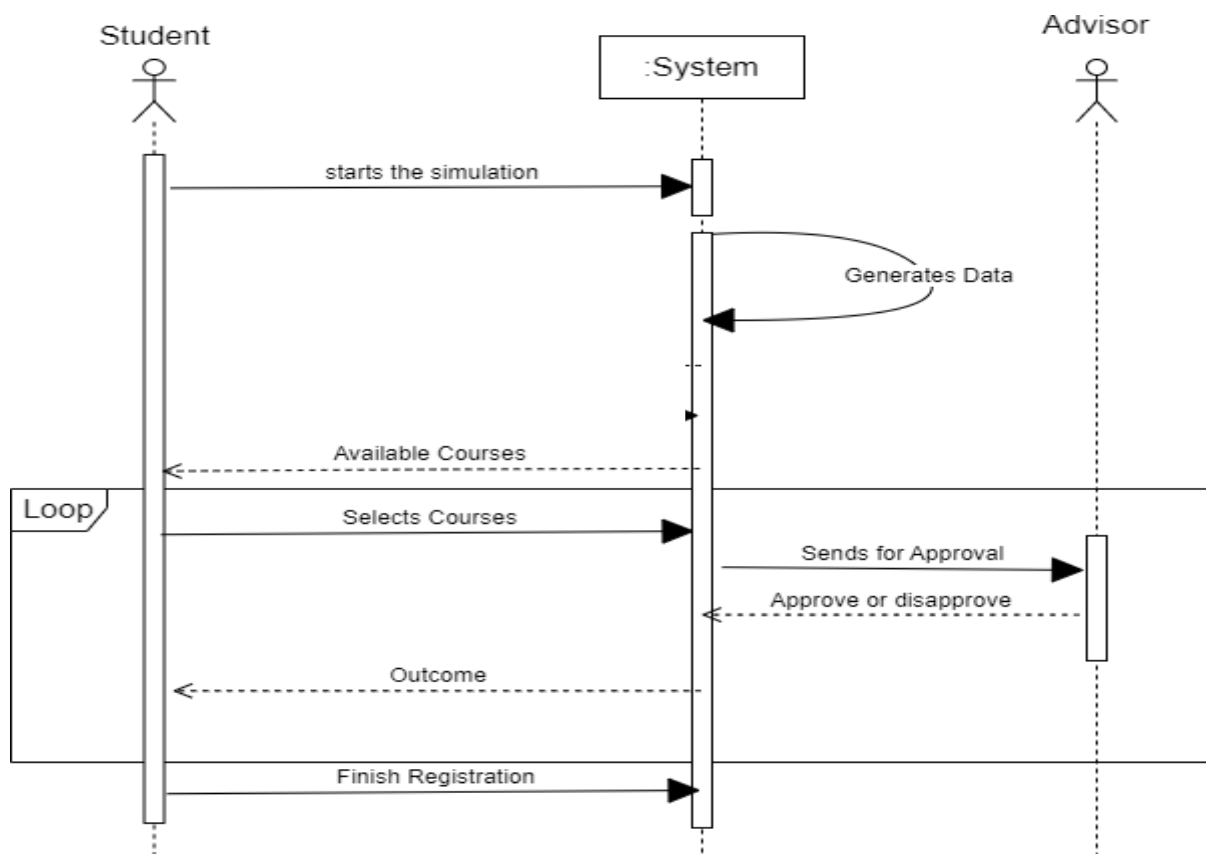 Student
:System
Advisor
starts the simulation
Generates Data
Available Courses
Loop
Selects Courses
Sends for Approval
Approve or disapprove
Outcome
Finish Registration